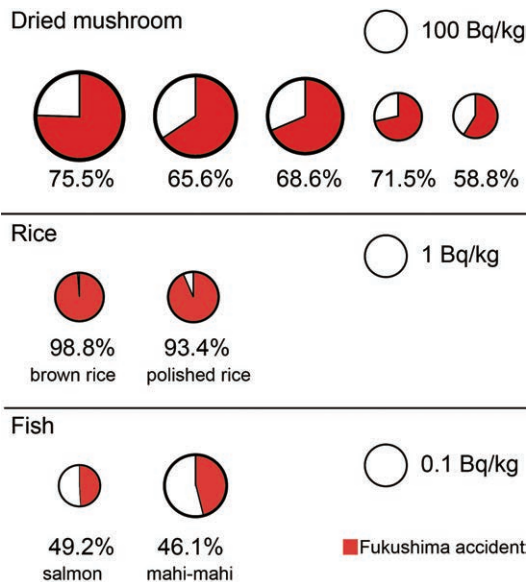 Dried mushroom
100 Bq/kg
75.5% 65.6% 68.6% 71.5% 58.8%
Rice
1 Bq/kg
98.8% 93.4%
brown rice polished rice
Fish
0.1 Bq/kg
49.2% 46.1%
salmon mahi-mahi
Fukushima accident